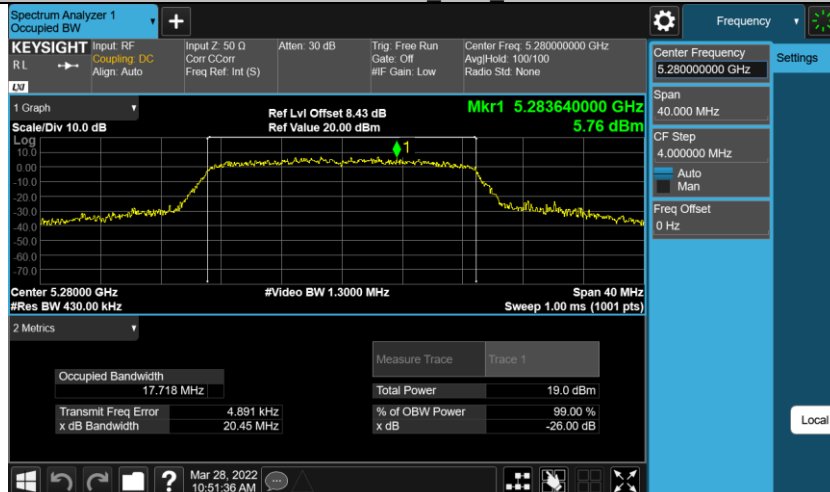 Spectrum Analyzer 1
Occupied BW
Frequency
KEYSIGHT
RL
LXI
Input: RF
Coupling: DC
Align: Auto
Input Z: 50 Ω
Corr CCorr
Freq Ref: Int (S)
Atten: 30 dB
Trig: Free Run
Gate: Off
#IF Gain: Low
Center Freq: 5.280000000 GHz
Avg|Hold: 100/100
Radio Std: None
Center Frequency
5.280000000 GHz
Settings
Span
40.000 MHz
CF Step
4.000000 MHz
Auto
Man
Freq Offset
0 Hz
Local
1 Graph
Scale/Div 10.0 dB
Ref Lvl Offset 8.43 dB
Ref Value 20.00 dBm
Mkr1 5.283640000 GHz
5.76 dBm
Log
10.0
0.00
-10.0
-20.0
-30.0
-40.0
-50.0
-60.0
-70.0
1
Center 5.28000 GHz
#Res BW 430.00 kHz
#Video BW 1.3000 MHz
Span 40 MHz
Sweep 1.00 ms (1001 pts)
2 Metrics
Measure Trace
Trace 1
Occupied Bandwidth
17.718 MHz
Total Power
19.0 dBm
Transmit Freq Error
4.891 kHz
% of OBW Power
99.00 %
x dB Bandwidth
20.45 MHz
x dB
-26.00 dB
?
Mar 28, 2022
10:51:36 AM